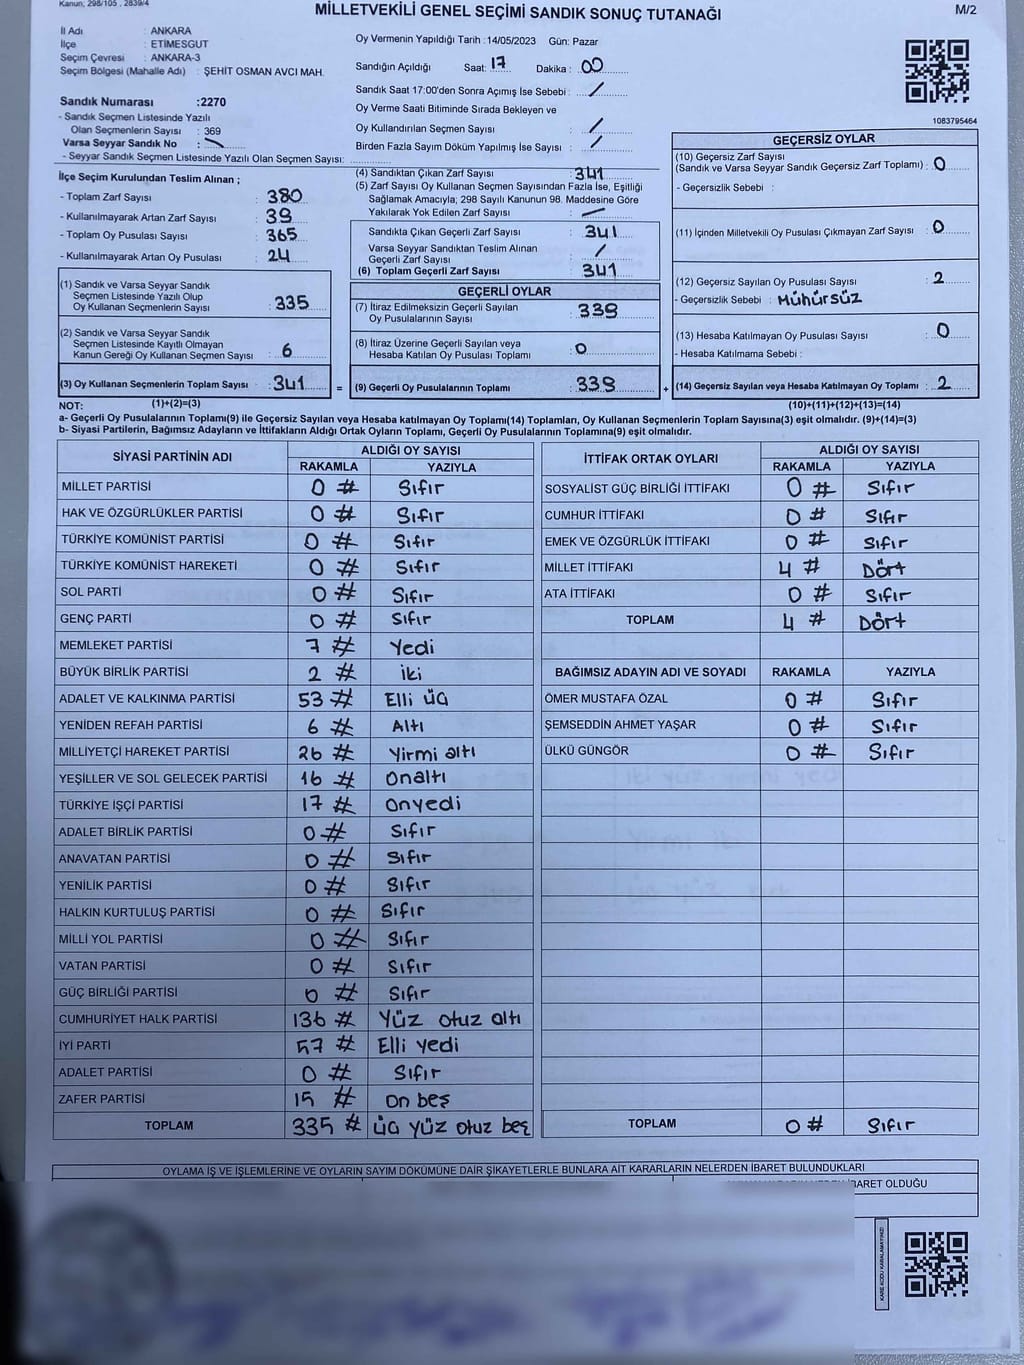 Kanun; 298/105 , 2839/4
MİLLETVEKİLİ GENEL SEÇİMİ SANDIK SONUÇ TUTANAĞI
M/2
İl Adı : ANKARA
İlçe : ETİMESGUT
Seçim Çevresi : ANKARA-3
Seçim Bölgesi (Mahalle Adı) : ŞEHİT OSMAN AVCI MAH.
Oy Vermenin Yapıldığı Tarih : 14/05/2023 Gün: Pazar
Sandığın Açıldığı Saat: 17 Dakika : 00
Sandık Saat 17:00'den Sonra Açımış İse Sebebi : /
Oy Verme Saati Bitiminde Sırada Bekleyen ve
Oy Kullandırılan Seçmen Sayısı : /
Birden Fazla Sayım Döküm Yapılmış İse Sayısı : /
1083795464
Sandık Numarası :2270
- Sandık Seçmen Listesinde Yazılı
Olan Seçmenlerin Sayısı : 369
Varsa Seyyar Sandık No :
- Seyyar Sandık Seçmen Listesinde Yazılı Olan Seçmen Sayısı:
İlçe Seçim Kurulundan Teslim Alınan ;
- Toplam Zarf Sayısı : 380
- Kullanılmayarak Artan Zarf Sayısı : 39
- Toplam Oy Pusulası Sayısı : 365
- Kullanılmayarak Artan Oy Pusulası : 24
(1) Sandık ve Varsa Seyyar Sandık
Seçmen Listesinde Yazılı Olup
Oy Kullanan Seçmenlerin Sayısı : 335
(2) Sandık ve Varsa Seyyar Sandık
Seçmen Listesinde Kayıtlı Olmayan
Kanun Gereği Oy Kullanan Seçmen Sayısı : 6
(3) Oy Kullanan Seçmenlerin Toplam Sayısı : 341
(4) Sandıktan Çıkan Zarf Sayısı : 341
(5) Zarf Sayısı Oy Kullanan Seçmen Sayısından Fazla İse, Eşitliği
Sağlamak Amacıyla; 298 Sayılı Kanunun 98. Maddesine Göre
Yakılarak Yok Edilen Zarf Sayısı :
Sandıkta Çıkan Geçerli Zarf Sayısı : 341
Varsa Seyyar Sandıktan Teslim Alınan
Geçerli Zarf Sayısı : /
(6) Toplam Geçerli Zarf Sayısı : 341
GEÇERLİ OYLAR
(7) İtiraz Edilmeksizin Geçerli Sayılan
Oy Pusulalarının Sayısı : 339
(8) İtiraz Üzerine Geçerli Sayılan veya
Hesaba Katılan Oy Pusulası Toplamı : 0
= (9) Geçerli Oy Pusulalarının Toplamı : 339
GEÇERSİZ OYLAR
(10) Geçersiz Zarf Sayısı
(Sandık ve Varsa Seyyar Sandık Geçersiz Zarf Toplamı) : 0
- Geçersizlik Sebebi :
(11) İçinden Milletvekili Oy Pusulası Çıkmayan Zarf Sayısı : 0
(12) Geçersiz Sayılan Oy Pusulası Sayısı : 2
- Geçersizlik Sebebi : Mühürsüz
(13) Hesaba Katılmayan Oy Pusulası Sayısı : 0
- Hesaba Katılmama Sebebi :
+ (14) Geçersiz Sayılan veya Hesaba Katılmayan Oy Toplamı : 2
NOT: (1)+(2)=(3)
(10)+(11)+(12)+(13)=(14)
a- Geçerli Oy Pusulalarının Toplamı(9) ile Geçersiz Sayılan veya Hesaba katılmayan Oy Toplamı(14) Toplamları, Oy Kullanan Seçmenlerin Toplam Sayısına(3) eşit olmalıdır. (9)+(14)=(3)
b- Siyasi Partilerin, Bağımsız Adayların ve İttifakların Aldığı Ortak Oyların Toplamı, Geçerli Oy Pusulalarının Toplamına(9) eşit olmalıdır.
SİYASİ PARTİNİN ADI ALDIĞI OY SAYISI
RAKAMLA YAZIYLA
MİLLET PARTİSİ 0 # Sıfır
HAK VE ÖZGÜRLÜKLER PARTİSİ 0 # Sıfır
TÜRKİYE KOMÜNİST PARTİSİ 0 # Sıfır
TÜRKİYE KOMÜNİST HAREKETİ 0 # Sıfır
SOL PARTİ 0 # Sıfır
GENÇ PARTİ 0 # Sıfır
MEMLEKET PARTİSİ 7 # Yedi
BÜYÜK BİRLİK PARTİSİ 2 # iki
ADALET VE KALKINMA PARTİSİ 53 # Elli üç
YENİDEN REFAH PARTİSİ 6 # Altı
MİLLİYETÇİ HAREKET PARTİSİ 26 # Yirmi altı
YEŞİLLER VE SOL GELECEK PARTİSİ 16 # Onaltı
TÜRKİYE İŞÇİ PARTİSİ 17 # Onyedi
ADALET BİRLİK PARTİSİ 0 # Sıfır
ANAVATAN PARTİSİ 0 # Sıfır
YENİLİK PARTİSİ 0 # Sıfır
HALKIN KURTULUŞ PARTİSİ 0 # Sıfır
MİLLİ YOL PARTİSİ 0 # Sıfır
VATAN PARTİSİ 0 # Sıfır
GÜÇ BİRLİĞİ PARTİSİ 0 # Sıfır
CUMHURİYET HALK PARTİSİ 136 # Yüz otuz altı
İYİ PARTİ 57 # Elli yedi
ADALET PARTİSİ 0 # Sıfır
ZAFER PARTİSİ 15 # On beş
TOPLAM 335 # üç yüz otuz beş
İTTİFAK ORTAK OYLARI ALDIĞI OY SAYISI
RAKAMLA YAZIYLA
SOSYALİST GÜÇ BİRLİĞİ İTTİFAKI 0 # Sıfır
CUMHUR İTTİFAKI 0 # Sıfır
EMEK VE ÖZGÜRLÜK İTTİFAKI 0 # Sıfır
MİLLET İTTİFAKI 4 # Dört
ATA İTTİFAKI 0 # Sıfır
TOPLAM 4 # Dört
BAĞIMSIZ ADAYIN ADI VE SOYADI RAKAMLA YAZIYLA
ÖMER MUSTAFA ÖZAL 0 # Sıfır
ŞEMSEDDİN AHMET YAŞAR 0 # Sıfır
ÜLKÜ GÜNGÖR 0 # Sıfır
TOPLAM 0 # Sıfır
OYLAMA İŞ VE İŞLEMLERİNE VE OYLARIN SAYIM DÖKÜMÜNE DAİR ŞİKAYETLERLE BUNLARA AİT KARARLARIN NELERDEN İBARET BULUNDUKLARI
İBARET OLDUĞU
KARE KODU KARALAMAYINIZ!